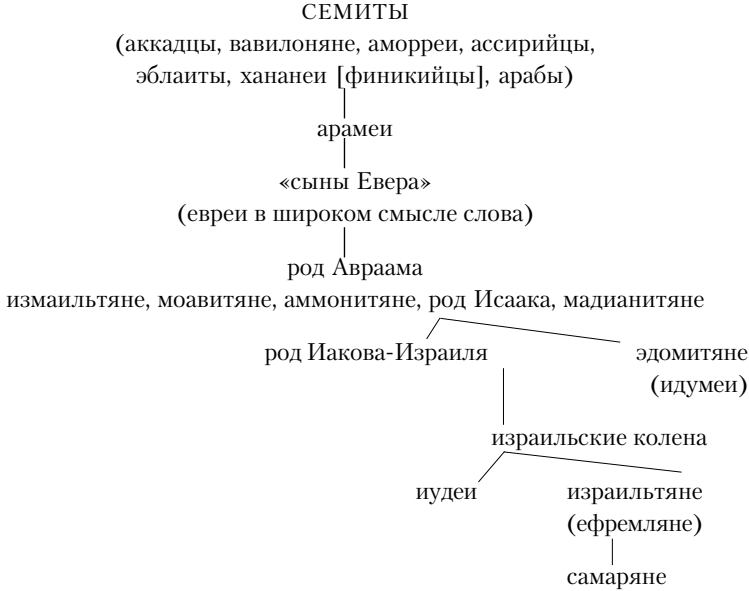 СЕМИТЫ
(аккадцы, вавилоняне, аморреи, ассирийцы,
эблаиты, хананеи [финикийцы], арабы)
арамеи
«сыны Евера»
(евреи в широком смысле слова)
род Авраама
измаильтяне, моавитяне, аммонитяне, род Исаака, мадианитяне
род Иакова-Израиля эдомитяне
(идумеи)
израильские колена
иудеи израильтяне
(ефремляне)
самаряне